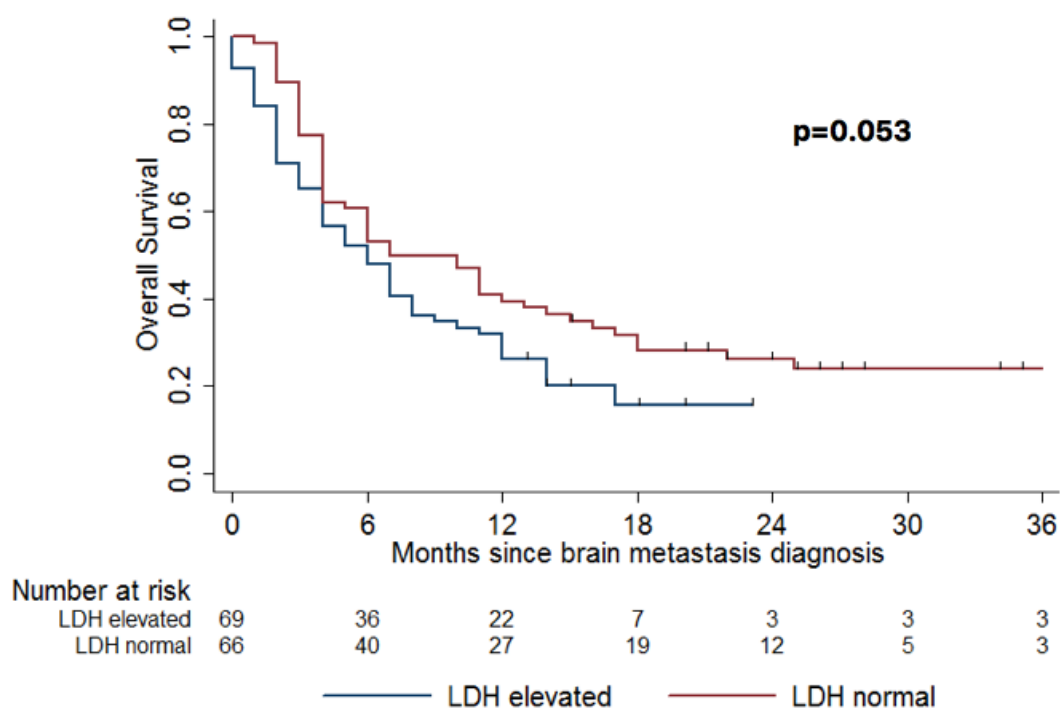 1.0
0.8
0.6
0.4
0.2
0.0
Overall Survival
p=0.053
0 6 12 18 24 30 36
Months since brain metastasis diagnosis
Number at risk
LDH elevated 69 36 22 7 3 3 3
LDH normal 66 40 27 19 12 5 3
LDH elevated LDH normal